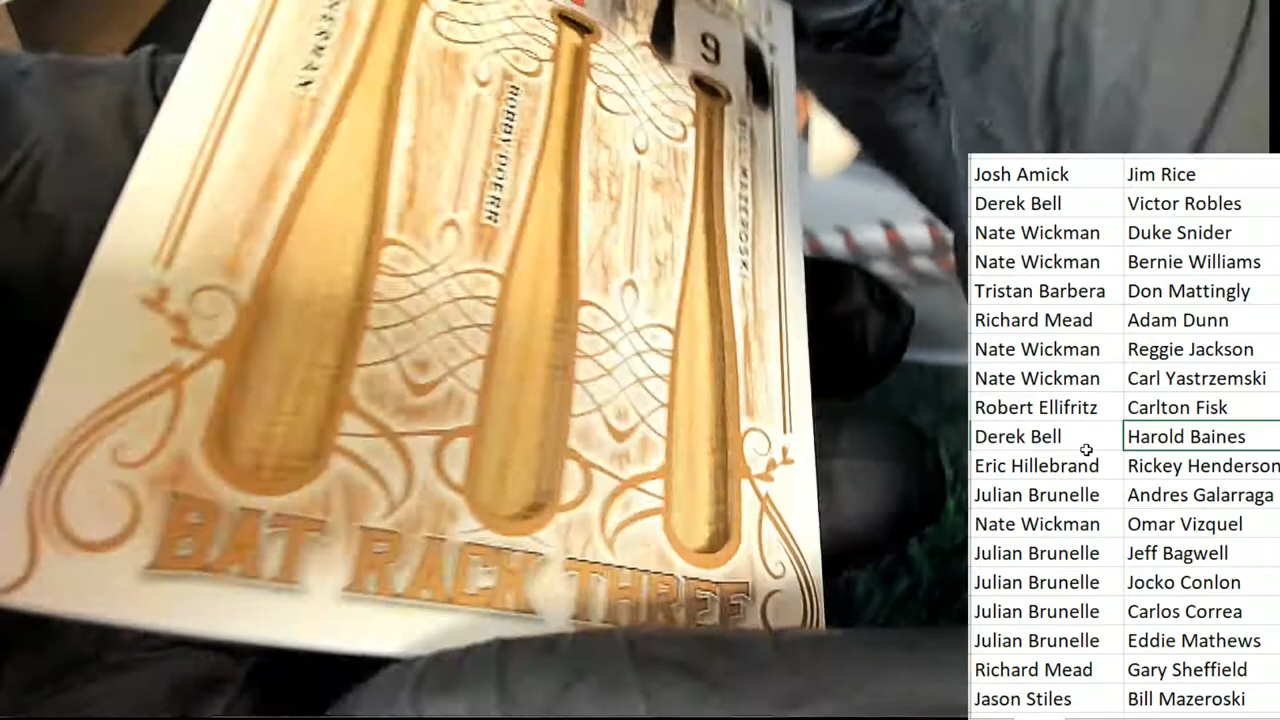 BOBBY DOERR
BILL MAZEROSKI
9
BAT RACK THREE
Josh Amick Jim Rice
Derek Bell Victor Robles
Nate Wickman Duke Snider
Nate Wickman Bernie Williams
Tristan Barbera Don Mattingly
Richard Mead Adam Dunn
Nate Wickman Reggie Jackson
Nate Wickman Carl Yastrzemski
Robert Ellifritz Carlton Fisk
Derek Bell Harold Baines
Eric Hillebrand Rickey Henderson
Julian Brunelle Andres Galarraga
Nate Wickman Omar Vizquel
Julian Brunelle Jeff Bagwell
Julian Brunelle Jocko Conlon
Julian Brunelle Carlos Correa
Julian Brunelle Eddie Mathews
Richard Mead Gary Sheffield
Jason Stiles Bill Mazeroski